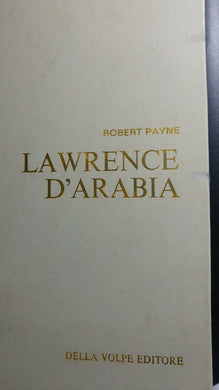 ROBERT PAYNE
LAWRENCE
D'ARABIA
DELLA VOLPE EDITORE